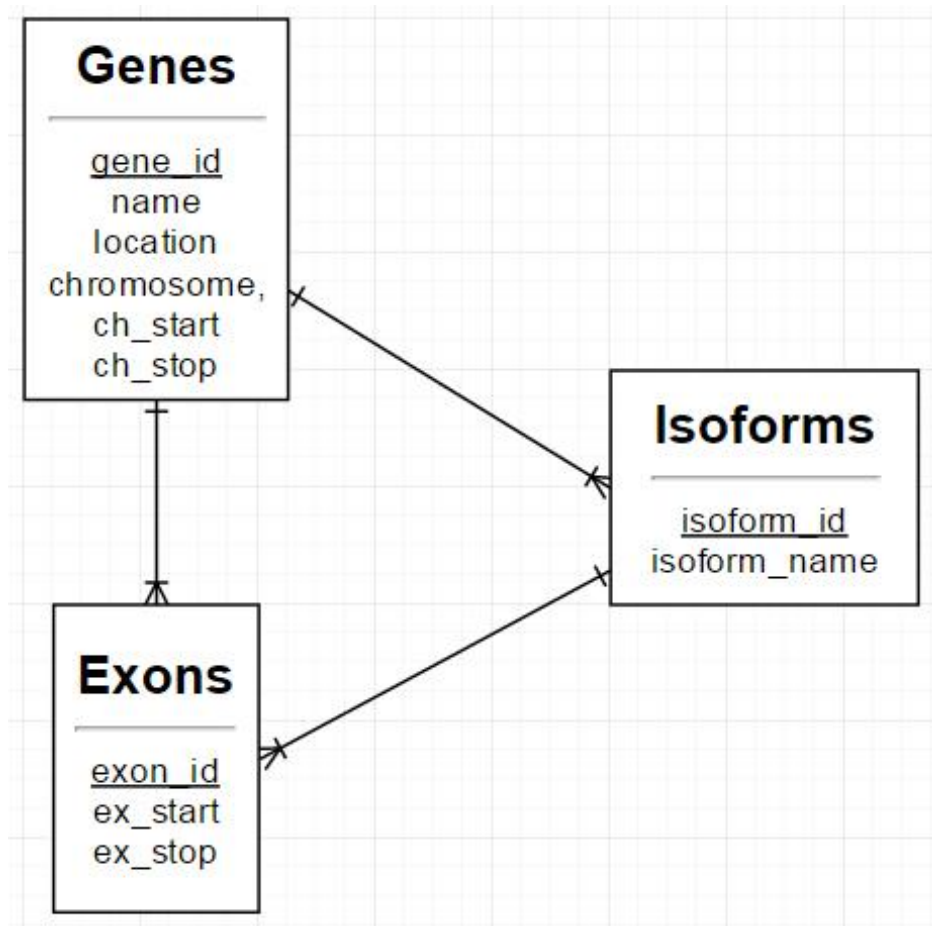 Genes
gene_id
name
location
chromosome,
ch_start
ch_stop
Isoforms
isoform_id
isoform_name
Exons
exon_id
ex_start
ex_stop